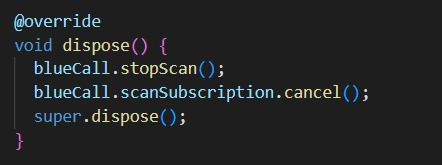 @override
void dispose() {
  blueCall.stopScan();
  blueCall.scanSubscription.cancel();
  super.dispose();
}